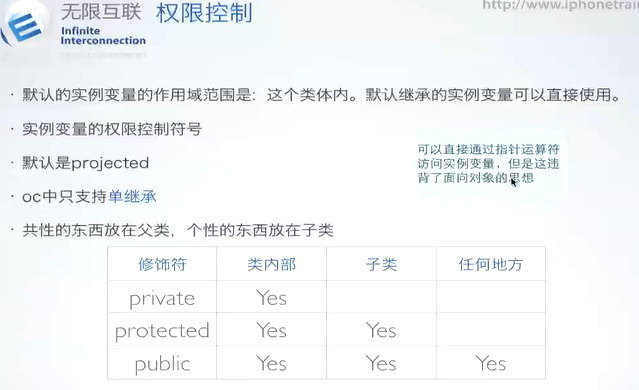 无限互联 权限控制
http://www.iphonetrai
Infinite
Interconnection
· 默认的实例变量的作用域范围是：这个类体内。默认继承的实例变量可以直接使用。
· 实例变量的权限控制符号
· 默认是projected
可以直接通过指针运算符
访问实例变量，但是这违
背了面向对象的思想
· oc中只支持单继承
· 共性的东西放在父类，个性的东西放在子类
修饰符 类内部 子类 任何地方
private Yes
protected Yes Yes
public Yes Yes Yes